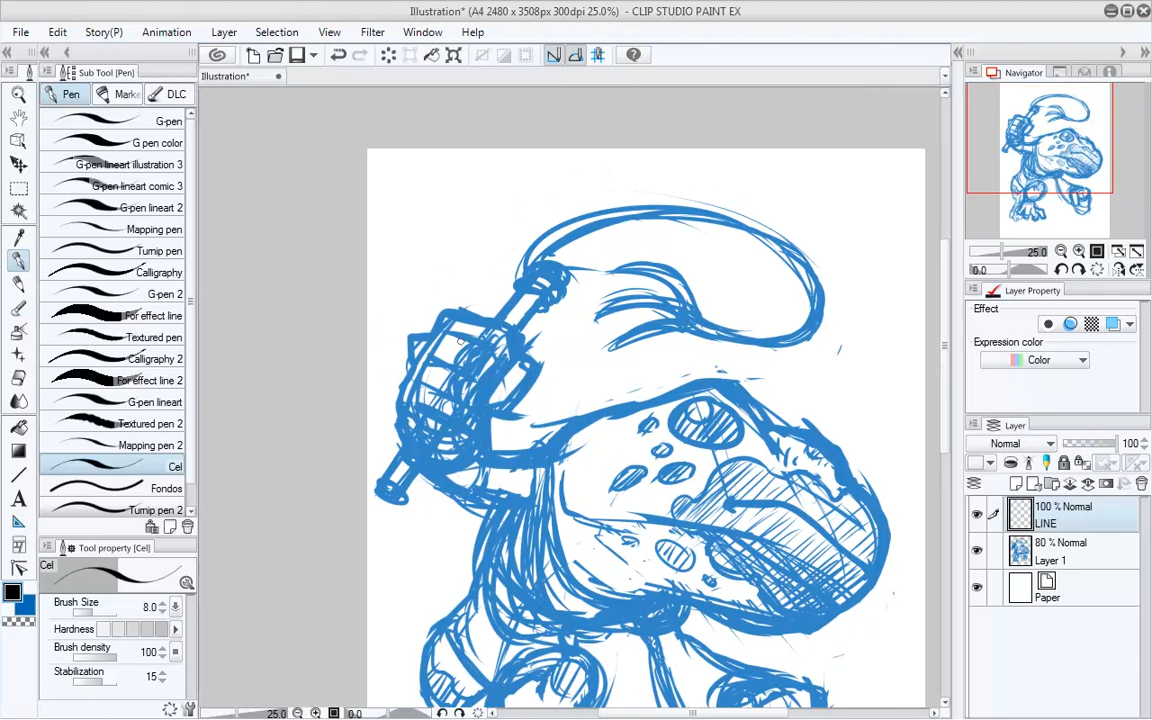 Illustration* (A4 2480 x 3508px 300dpi 25.0%) - CLIP STUDIO PAINT EX
File Edit Story(P) Animation Layer Selection View Filter Window Help
Illustration*
Sub Tool [Pen]
Pen Marke DLC
G-pen
G pen color
G-pen lineart illustration 3
G-pen lineart comic 3
G-pen lineart 2
Mapping pen
Turnip pen
Calligraphy
G-pen 2
For effect line
Textured pen
Calligraphy 2
For effect line 2
G-pen lineart
Textured pen 2
Mapping pen 2
Cel
Fondos
Turnip pen 2
Tool property [Cel]
Cel
Brush Size 8.0
Hardness
Brush density 100
Stabilization 15
25.0 0.0
Navigator
25.0
0.0
Layer Property
Effect
Expression color
Color
Layer
Normal 100
100 % Normal
LINE
80 % Normal
Layer 1
Paper